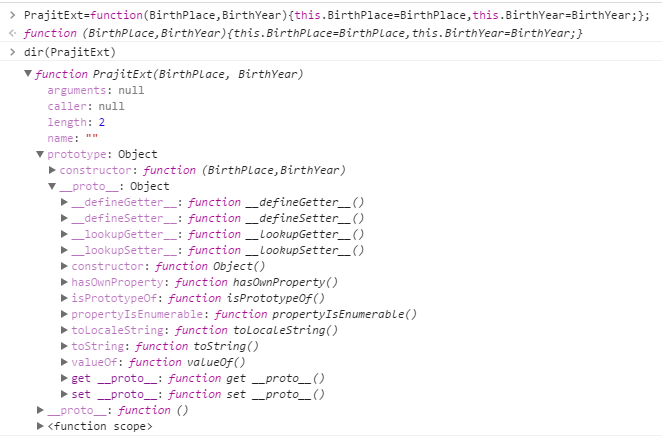 > PrajitExt=function(BirthPlace,BirthYear){this.BirthPlace=BirthPlace,this.BirthYear=BirthYear;};
function (BirthPlace,BirthYear){this.BirthPlace=BirthPlace,this.BirthYear=BirthYear;}
> dir(PrajitExt)
function PrajitExt(BirthPlace, BirthYear)
arguments: null
caller: null
length: 2
name: ""
prototype: Object
constructor: function (BirthPlace,BirthYear)
__proto__: Object
__defineGetter__: function __defineGetter__()
__defineSetter__: function __defineSetter__()
__lookupGetter__: function __lookupGetter__()
__lookupSetter__: function __lookupSetter__()
constructor: function Object()
hasOwnProperty: function hasOwnProperty()
isPrototypeOf: function isPrototypeOf()
propertyIsEnumerable: function propertyIsEnumerable()
toLocaleString: function toLocaleString()
toString: function toString()
valueOf: function valueOf()
get __proto__: function get __proto__()
set __proto__: function set __proto__()
__proto__: function ()
<function scope>